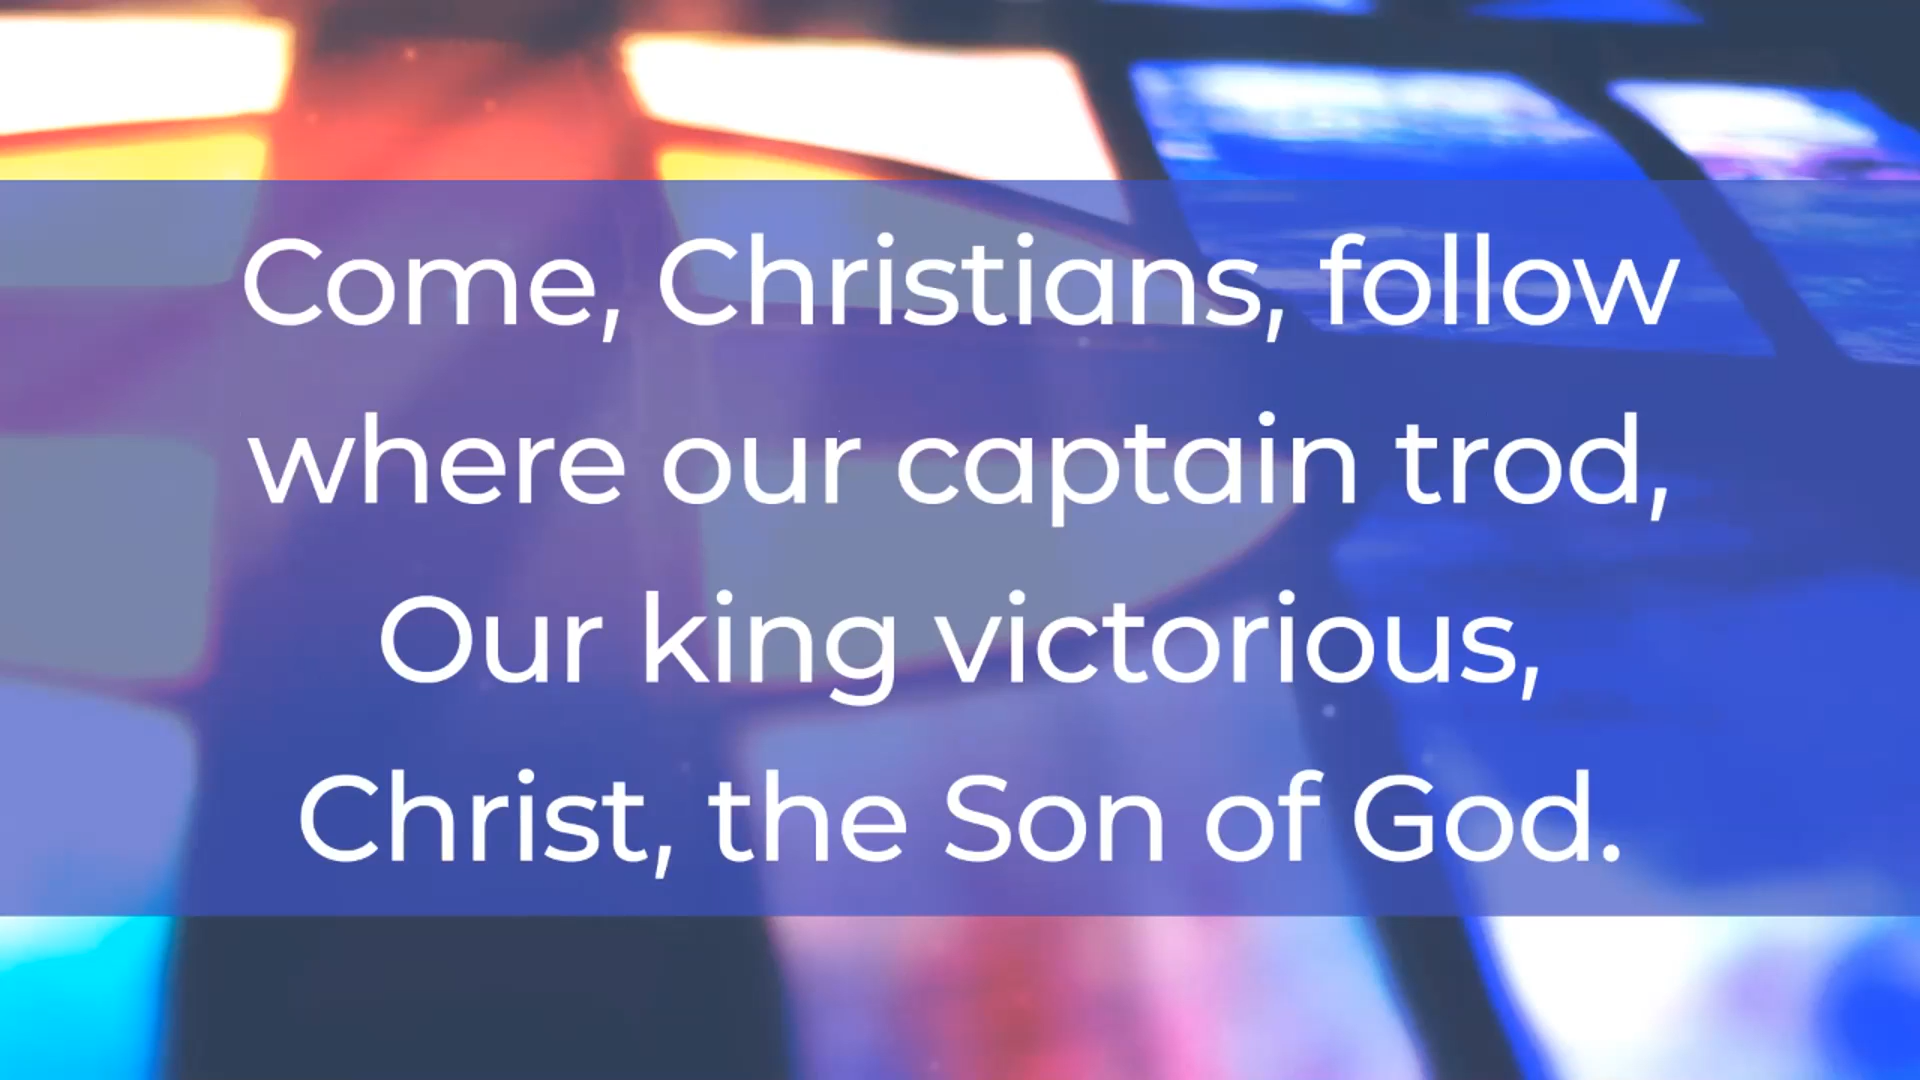 Come, Christians, follow
where our captain trod,
Our king victorious,
Christ, the Son of God.